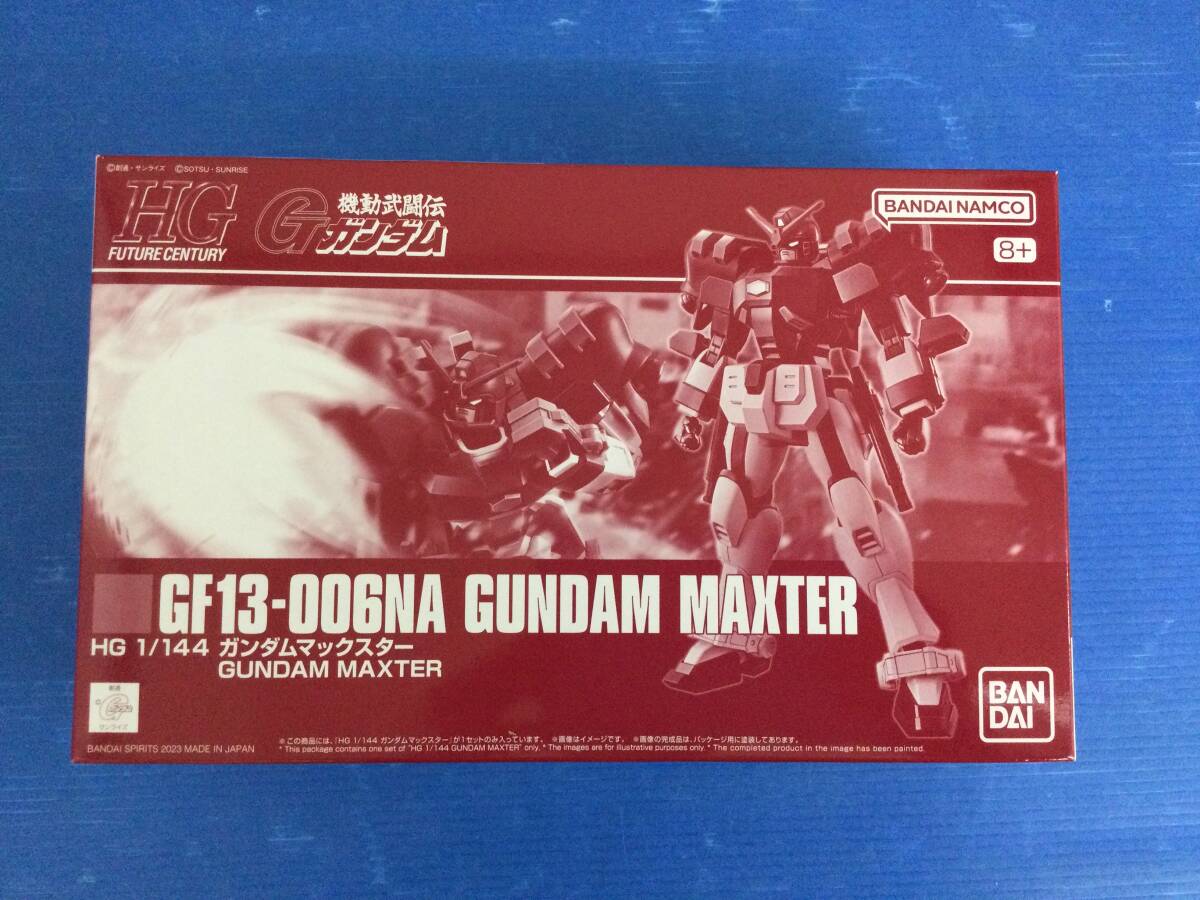 ©創通・サンライズ ©SOTSU・SUNRISE
HG
FUTURE CENTURY
機動武闘伝
Gガンダム
BANDAI NAMCO
8+
GF13-006NA GUNDAM MAXTER
HG 1/144 ガンダムマックスター
GUNDAM MAXTER
創通
サンライズ
BAN
DAI
BANDAI SPIRITS 2023 MADE IN JAPAN
※この商品には、「HG 1/144 ガンダムマックスター」が1セットのみ入っています。 ※画像はイメージです。 ※画像の完成品は、パッケージ用に塗装してあります。
* This package contains one set of "HG 1/144 GUNDAM MAXTER" only. * The images are for illustrative purposes only. * The completed product in the image has been painted.